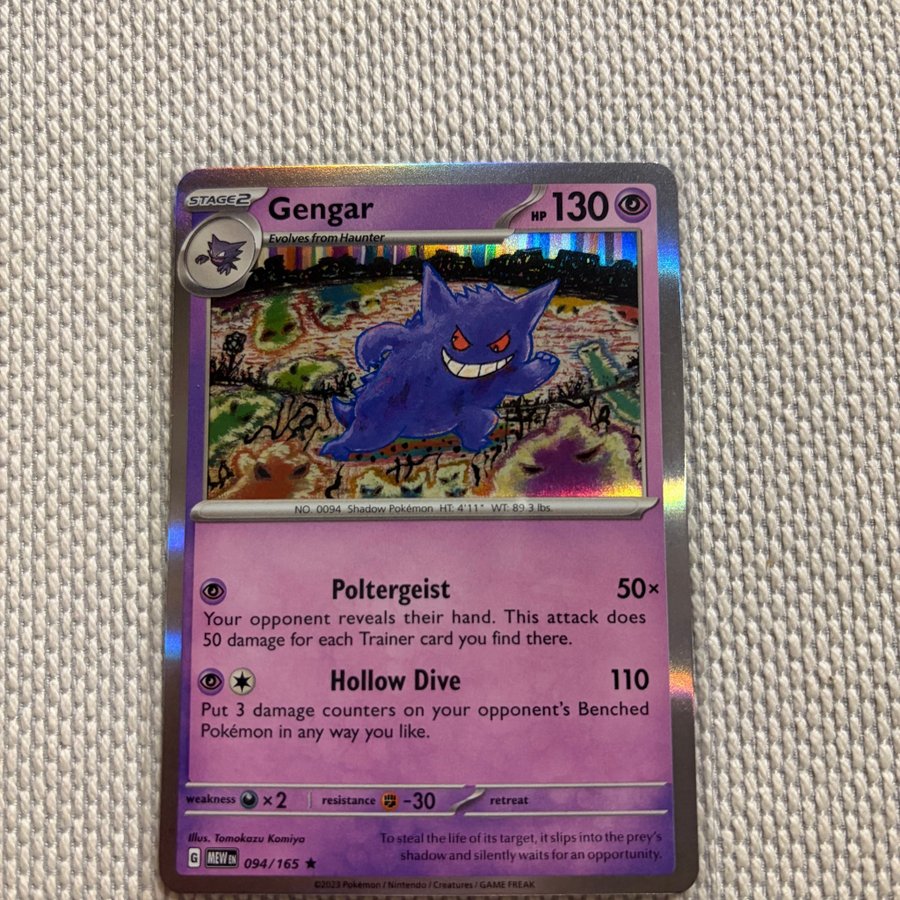 STAGE2 Gengar HP 130
Evolves from Haunter
NO. 0094 Shadow Pokémon HT: 4'11" WT: 89.3 lbs.
Poltergeist 50×
Your opponent reveals their hand. This attack does
50 damage for each Trainer card you find there.
Hollow Dive 110
Put 3 damage counters on your opponent's Benched
Pokémon in any way you like.
weakness ×2 resistance -30 retreat
Illus. Tomokazu Komiya
To steal the life of its target, it slips into the prey's
shadow and silently waits for an opportunity.
G MEW EN 094/165
©2023 Pokémon / Nintendo / Creatures / GAME FREAK